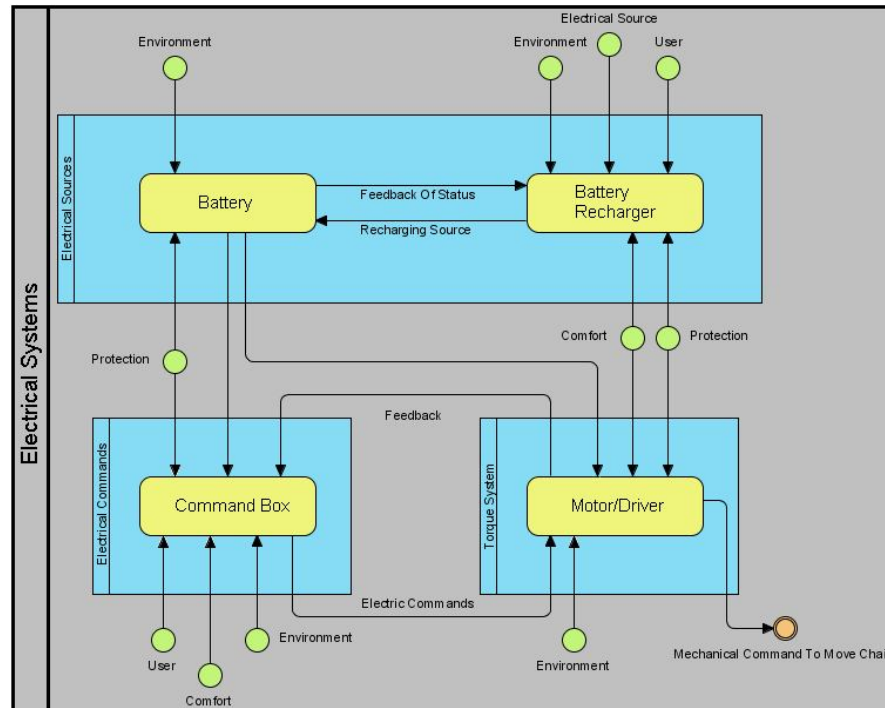 Electrical Source
Environment
Environment
User
Electrical Systems
Electrical Sources
Battery
Feedback Of Status
Recharging Source
Battery
Recharger
Protection
Comfort
Protection
Feedback
Electrical Commands
Command Box
Torque System
Motor/Driver
Electric Commands
User
Comfort
Environment
Environment
Mechanical Command To Move Chair